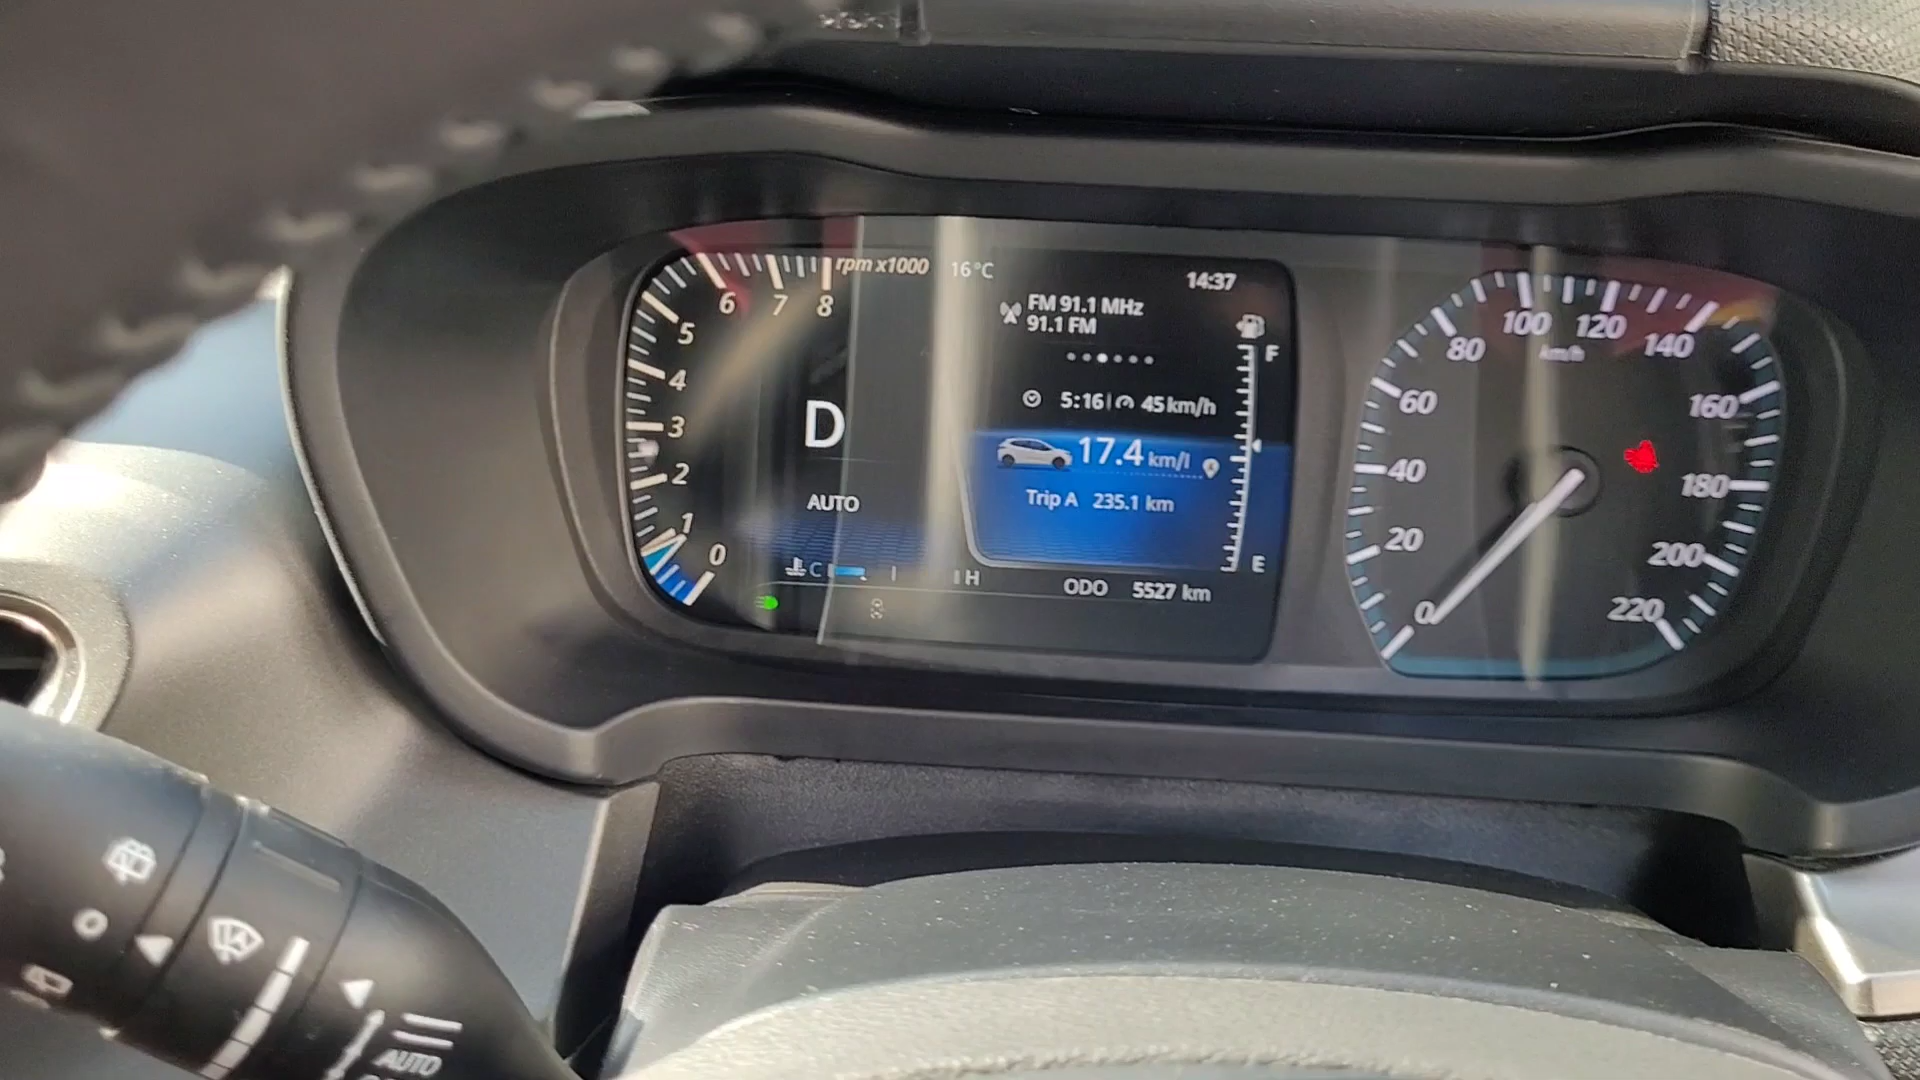 rpm x1000
16°C
14:37
FM 91.1 MHz
91.1 FM
0 1 2 3 4 5 6 7 8
D
AUTO
5:16 45 km/h
17.4 km/l
Trip A 235.1 km
F
E
C H
ODO 5527 km
0 20 40 60 80 100 120 140 160 180 200 220
km/h
AUTO